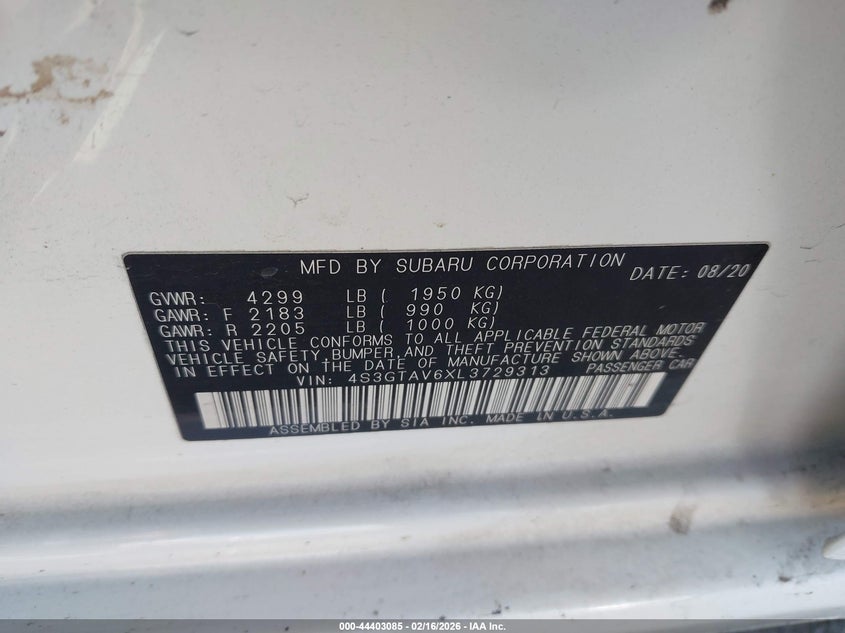 MFD BY SUBARU CORPORATION
DATE: 08/20
GVWR: 4299 LB ( 1950 KG)
GAWR: F 2183 LB ( 990 KG)
GAWR: R 2205 LB ( 1000 KG)
THIS VEHICLE CONFORMS TO ALL APPLICABLE FEDERAL MOTOR
VEHICLE SAFETY, BUMPER, AND THEFT PREVENTION STANDARDS
IN EFFECT ON THE DATE OF MANUFACTURE SHOWN ABOVE.
VIN: 4S3GTAV6XL3729313 PASSENGER CAR
ASSEMBLED BY SIA INC. MADE IN U.S.A.
000-44403085 - 02/16/2026 - IAA Inc.